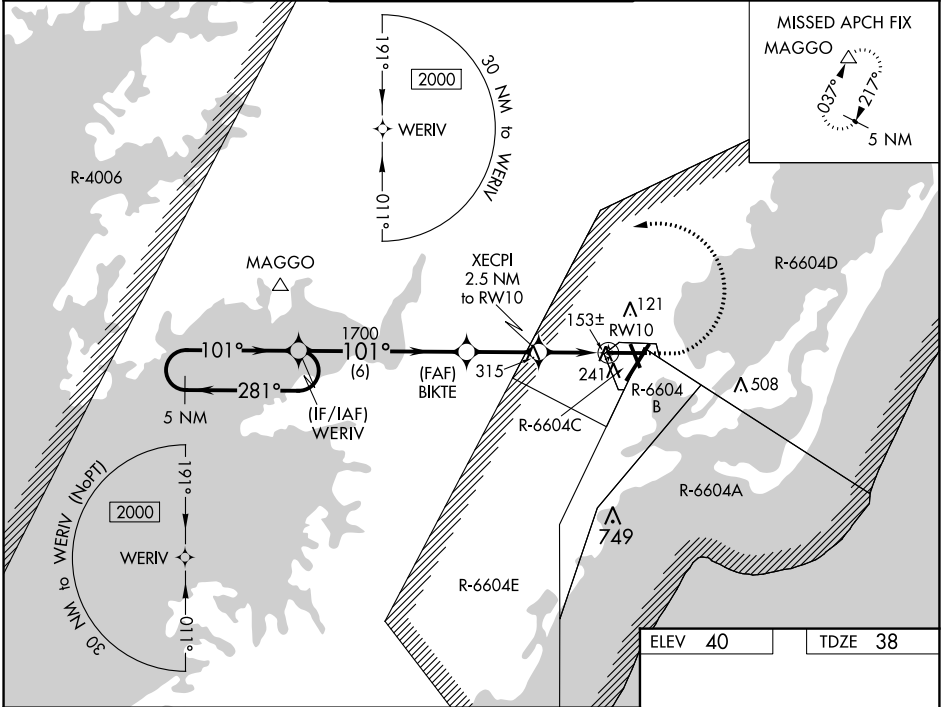 MISSED APCH FIX
MAGGO
037°
217°
5 NM
191°
2000
WERIV
011°
30 NM to WERIV
R-4006
R-6604D
MAGGO
XECPI
2.5 NM
to RW10
121
153±
RW10
1700
101°
101°
(6)
315
241
281°
5 NM
(IF/IAF)
WERIV
(FAF)
BIKTE
R-6604
B
508
R-6604C
R-6604A
749
R-6604E
191°
2000
WERIV
011°
30 NM to WERIV (NoPT)
ELEV 40
TDZE 38